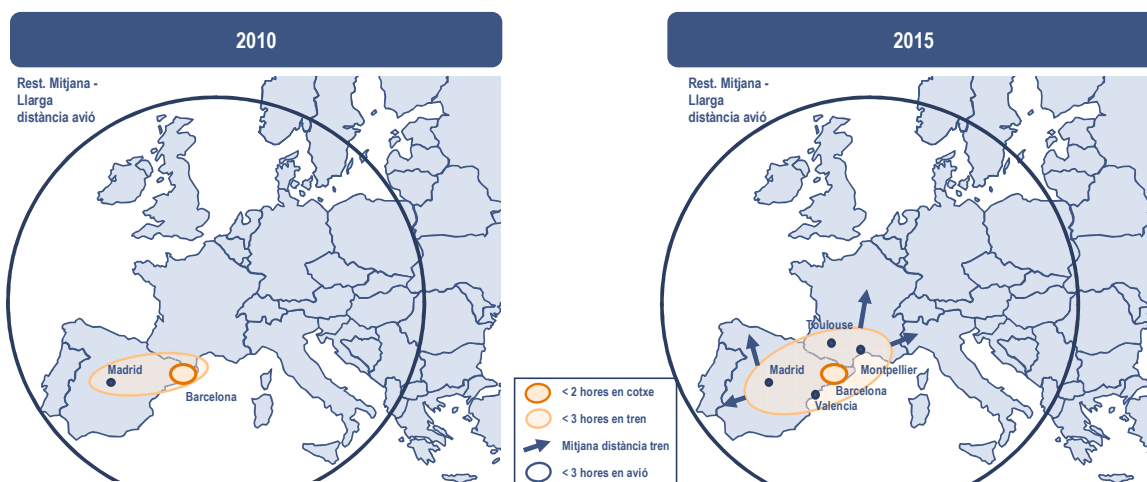 2010
Rest. Mitjana -
Llarga
distància avió
Madrid
Barcelona
< 2 hores en cotxe
< 3 hores en tren
Mitjana distància tren
< 3 hores en avió
2015
Rest. Mitjana -
Llarga
distància avió
Toulouse
Madrid
Montpellier
Barcelona
Valencia